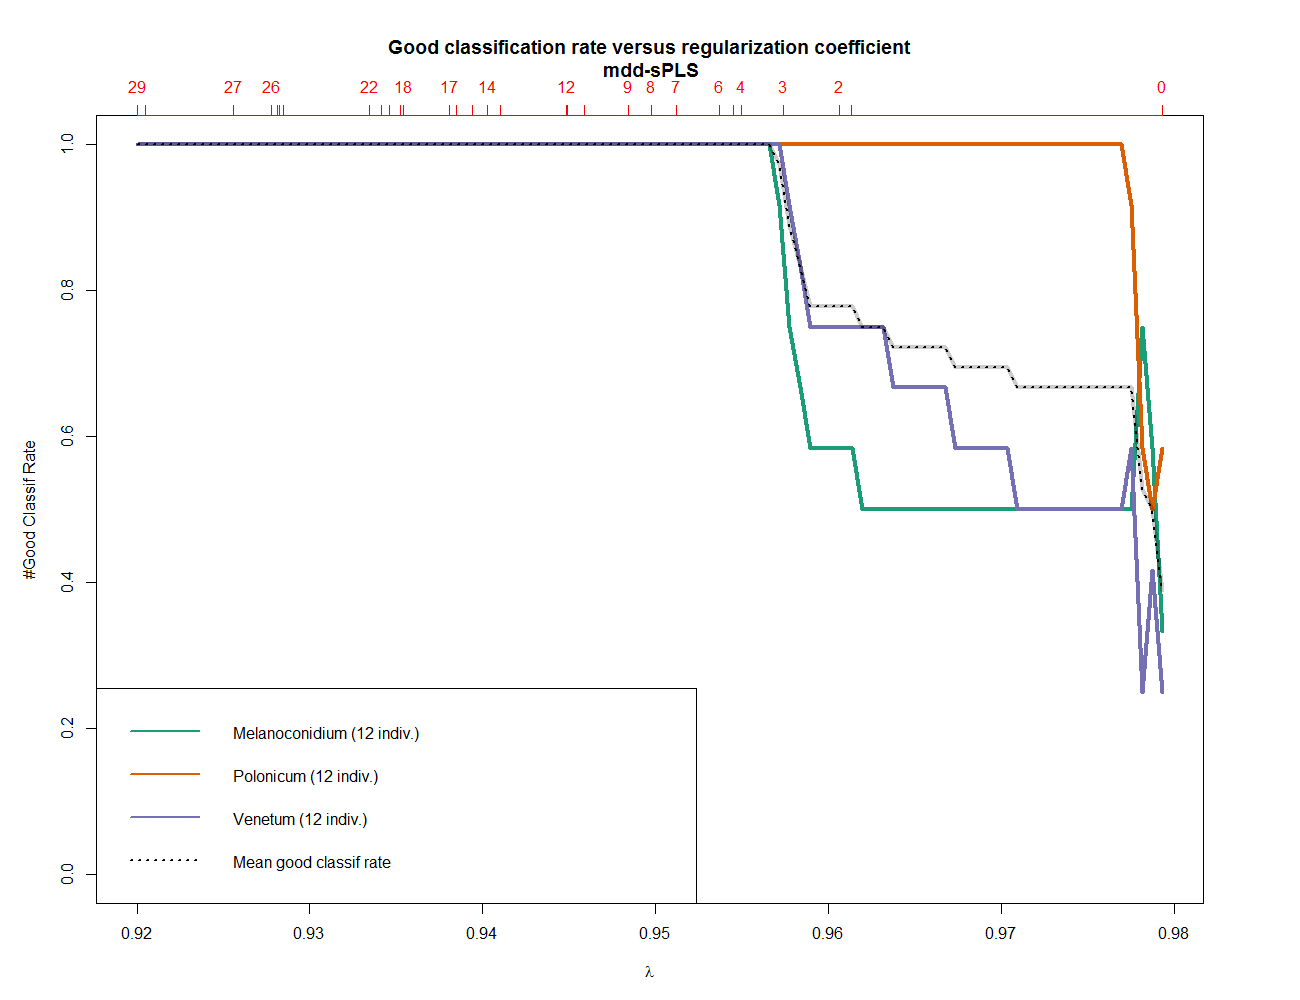 Good classification rate versus regularization coefficient
mdd-sPLS
29 27 26 22 18 17 14 12 9 8 7 6 4 3 2 0
1.0
0.8
0.6
0.4
0.2
0.0
#Good Classif Rate
Melanoconidium (12 indiv.)
Polonicum (12 indiv.)
Venetum (12 indiv.)
Mean good classif rate
0.92 0.93 0.94 0.95 0.96 0.97 0.98
λ